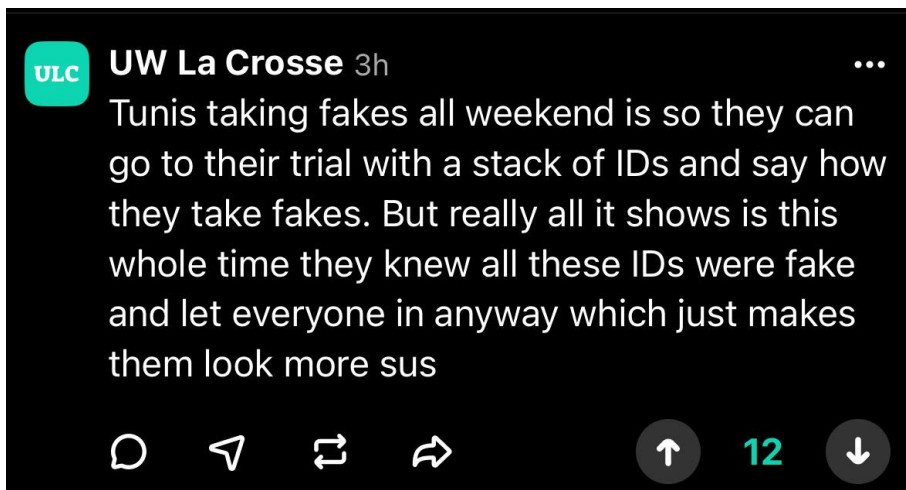 ULC
UW La Crosse 3h
Tunis taking fakes all weekend is so they can
go to their trial with a stack of IDs and say how
they take fakes. But really all it shows is this
whole time they knew all these IDs were fake
and let everyone in anyway which just makes
them look more sus
12